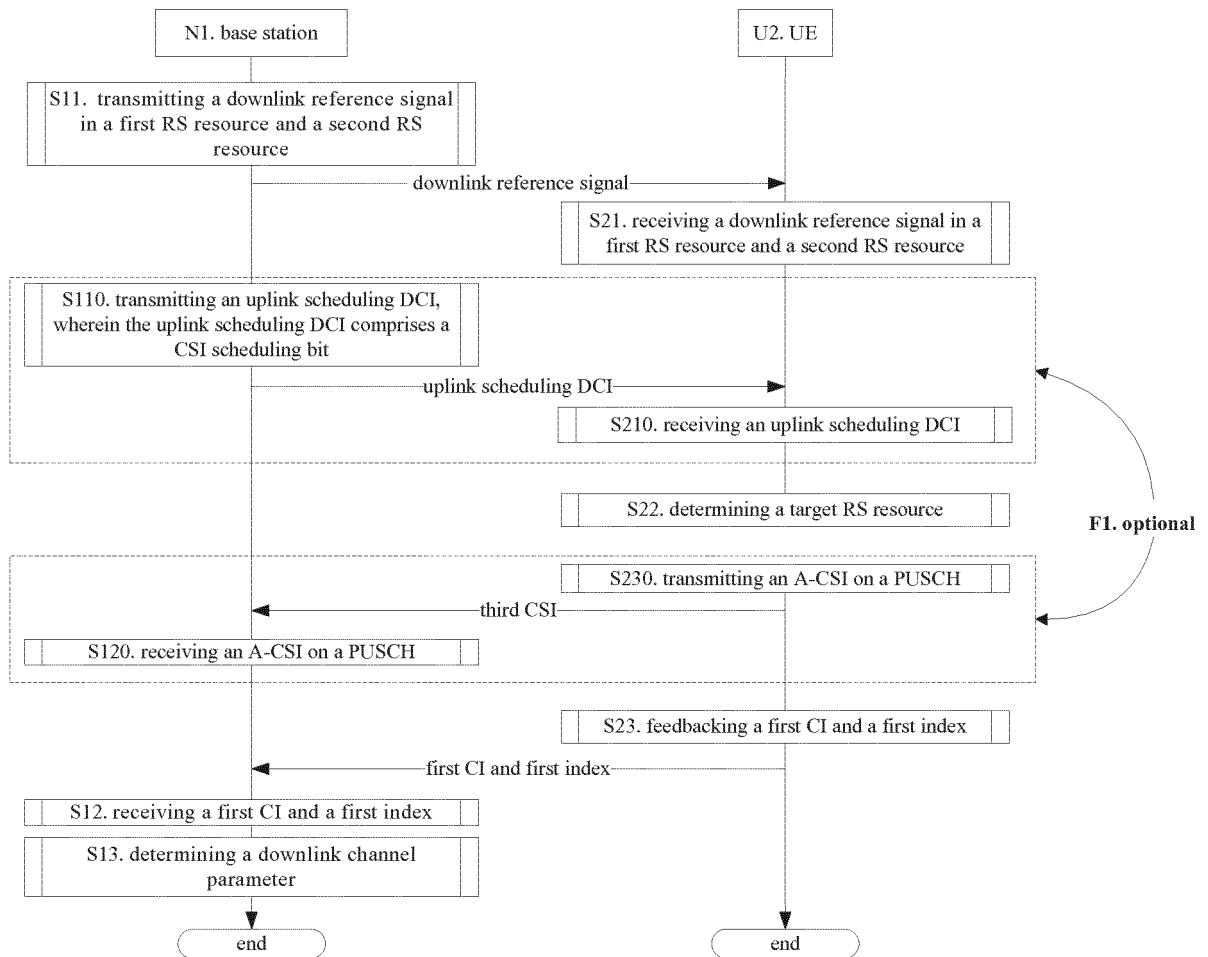 N1. base station
U2. UE
S11. transmitting a downlink reference signal
in a first RS resource and a second RS
resource
downlink reference signal
S21. receiving a downlink reference signal in a
first RS resource and a second RS resource
S110. transmitting an uplink scheduling DCI,
wherein the uplink scheduling DCI comprises a
CSI scheduling bit
uplink scheduling DCI
S210. receiving an uplink scheduling DCI
S22. determining a target RS resource
F1. optional
S230. transmitting an A-CSI on a PUSCH
third CSI
S120. receiving an A-CSI on a PUSCH
S23. feedbacking a first CI and a first index
first CI and first index
S12. receiving a first CI and a first index
S13. determining a downlink channel
parameter
end
end